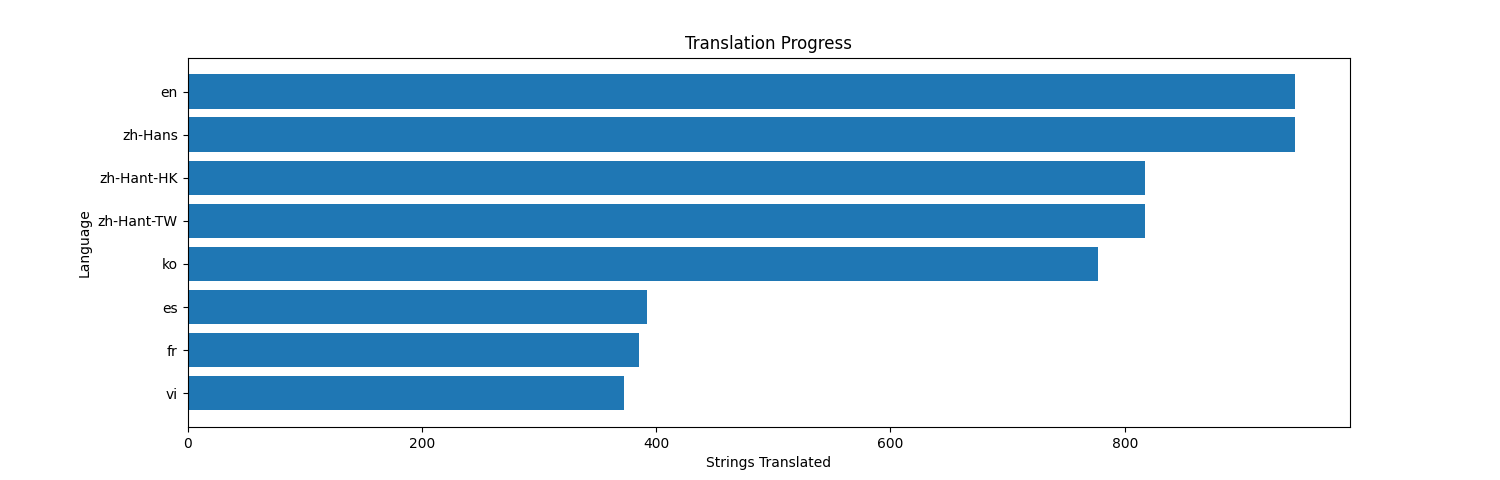 Translation Progress
en
zh-Hans
zh-Hant-HK
zh-Hant-TW
ko
es
fr
vi
Language
0 200 400 600 800
Strings Translated